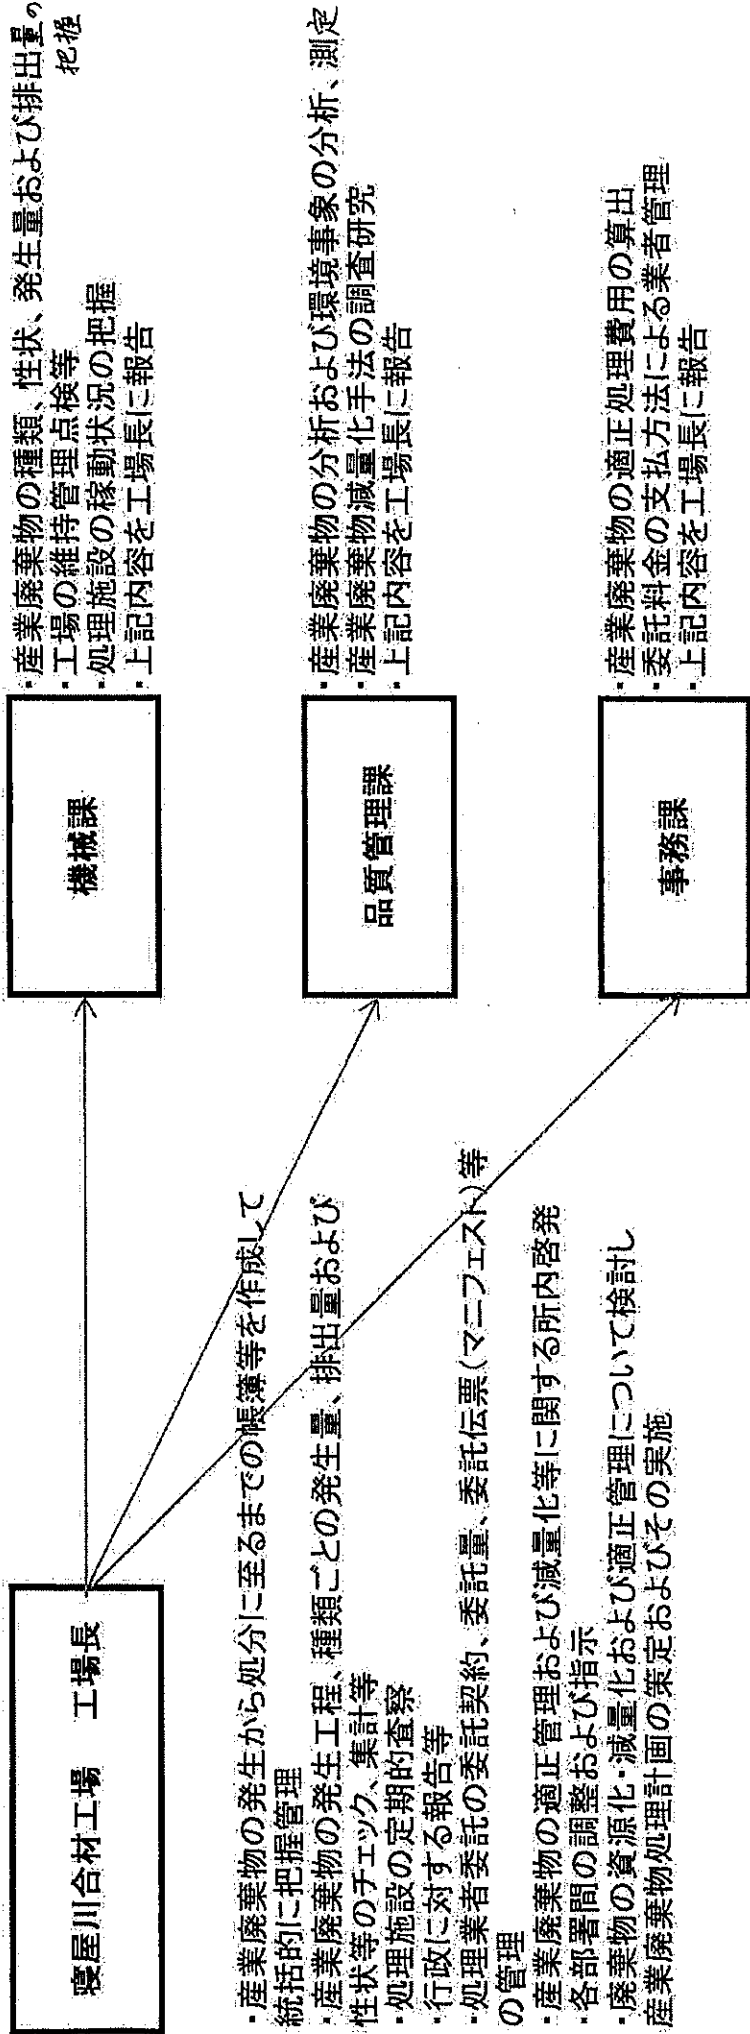 寝屋川合材工場　工場長
・産業廃棄物の発生から処分に至るまでの帳簿等を作成して
統括的に把握管理
・産業廃棄物の発生工程、種類ごとの発生量、排出量および
性状等のチェック、集計等
・処理施設の定期的査察
・行政に対する報告等
・処理業者委託の委託契約、委託量、委託伝票(マニフェスト)等
の管理
・産業廃棄物の適正管理および減量化等に関する所内啓発
・各部署間の調整および指示
・廃棄物の資源化・減量化および適正管理について検討し
産業廃棄物処理計画の策定およびその実施
機械課
・産業廃棄物の種類、性状、発生量および排出量の
把握
・工場の維持管理点検等
・処理施設の稼動状況の把握
・上記内容を工場長に報告
品質管理課
・産業廃棄物の分析および環境事象の分析、測定
・産業廃棄物減量化手法の調査研究
・上記内容を工場長に報告
事務課
・産業廃棄物の適正処理費用の算出
・委託料金の支払方法による業者管理
・上記内容を工場長に報告